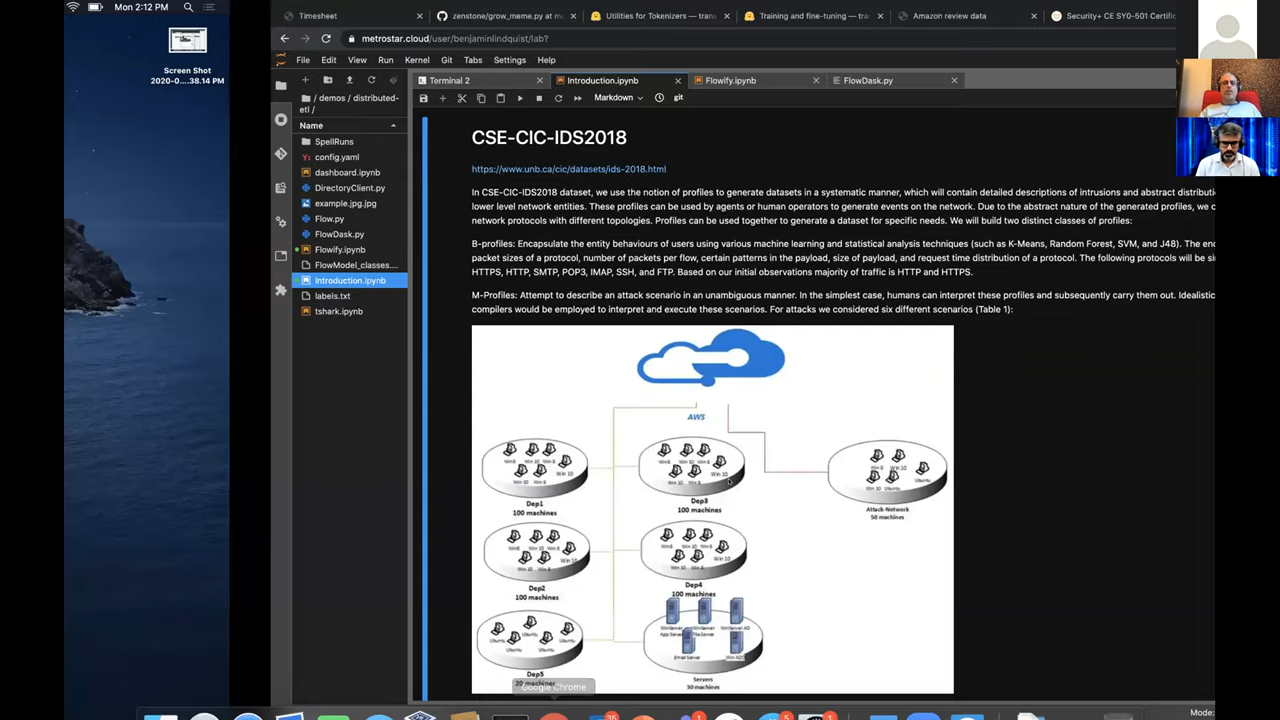 Mon 2:12 PM
Screen Shot
2020-0....38.14 PM
Timesheet
zenstone/grow_meme.py at m
Utilities for Tokenizers — tran
Training and fine-tuning — tr
Amazon review data
Security+ CE SY0-501 Certific
metrostar.cloud/user/benjaminlindquist/lab?
File Edit View Run Kernel Git Tabs Settings Help
Terminal 2
Introduction.ipynb
Flowify.ipynb
FlowDask.py
Markdown
git
/ demos / distributed-
etl /
Name
SpellRuns
config.yaml
dashboard.ipynb
DirectoryClient.py
example.jpg.jpg
Flow.py
FlowDask.py
Flowify.ipynb
FlowModel_classes....
Introduction.ipynb
labels.txt
tshark.ipynb
CSE-CIC-IDS2018
https://www.unb.ca/cic/datasets/ids-2018.html
In CSE-CIC-IDS2018 dataset, we use the notion of profiles to generate datasets in a systematic manner, which will contain detailed descriptions of intrusions and abstract distributi
lower level network entities. These profiles can be used by agents or human operators to generate events on the network. Due to the abstract nature of the generated profiles, we c
network protocols with different topologies. Profiles can be used together to generate a dataset for specific needs. We will build two distinct classes of profiles:
B-profiles: Encapsulate the entity behaviours of users using various machine learning and statistical analysis techniques (such as K-Means, Random Forest, SVM, and J48). The enc
packet sizes of a protocol, number of packets per flow, certain patterns in the payload, size of payload, and request time distribution of a protocol. The following protocols will be sir
HTTPS, HTTP, SMTP, POP3, IMAP, SSH, and FTP. Based on our initial observations majority of traffic is HTTP and HTTPS.
M-Profiles: Attempt to describe an attack scenario in an unambiguous manner. In the simplest case, humans can interpret these profiles and subsequently carry them out. Idealistic
compilers would be employed to interpret and execute these scenarios. For attacks we considered six different scenarios (Table 1):
AWS
Win 10
Dep1
100 machines
Win 10
Dep3
100 machines
Attack-Network
50 machines
Dep2
100 machines
Dep4
100 machines
Ubuntu
Dep5
20 machines
Email Server
Servers
30 machines
Google Chrome
Mode: